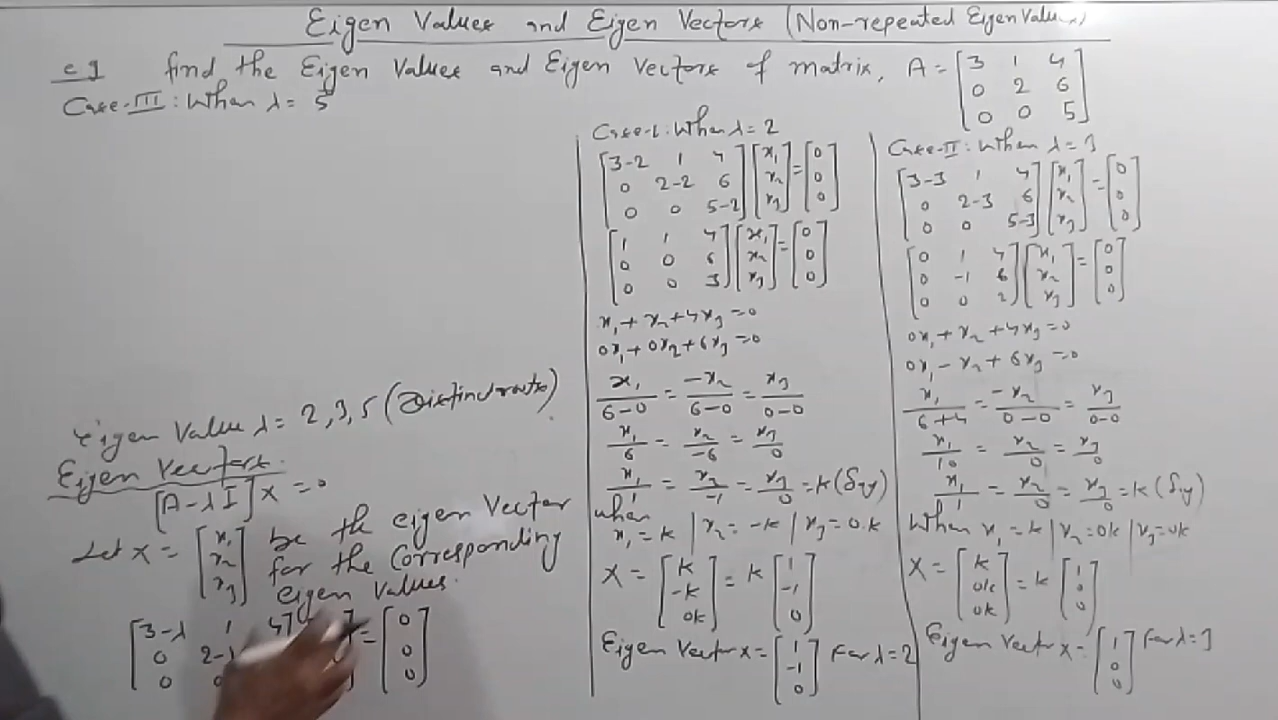 Eigen Values and Eigen Vectors (Non-repeated Eigen Values)
eg find the Eigen Values and Eigen Vectors of matrix, A = [3 1 4
0 2 6
0 0 5]
Case-III: When λ = 5
Eigen Value λ = 2, 3, 5 (Distinct roots)
Eigen Vectors:
[A-λI]X = 0
Let X = [x₁ x₂ x₃] be the eigen Vector
for the Corresponding
eigen Values.
[3-λ 1 4] = [0
0 2-λ 0
0 0 0]
Case-I: When λ = 2
[3-2 1 4] [x₁] = [0]
[0 2-2 6] [x₂] [0]
[0 0 5-2] [x₃] [0]
[1 1 4] [x₁] = [0]
[0 0 6] [x₂] [0]
[0 0 3] [x₃] [0]
x₁ + x₂ + 4x₃ = 0
0x₁ + 0x₂ + 6x₃ = 0
x₁/6-0 = -x₂/6-0 = x₃/0-0
x₁/6 = x₂/-6 = x₃/0
x₁/1 = x₂/-1 = x₃/0 = k (Say)
when
x₁ = k | x₂ = -k | x₃ = 0.k
X = [k -k 0k] = k [1 -1 0]
Eigen Vector X = [1 -1 0] For λ = 2
Case-II: When λ = 3
[3-3 1 4] [x₁] = [0]
[0 2-3 6] [x₂] [0]
[0 0 5-3] [x₃] [0]
[0 1 4] [x₁] = [0]
[0 -1 6] [x₂] [0]
[0 0 2] [x₃] [0]
0x₁ + x₂ + 4x₃ = 0
0x₁ - x₂ + 6x₃ = 0
x₁/6+4 = -x₂/0-0 = x₃/0-0
x₁/10 = x₂/0 = x₃/0
x₁/1 = x₂/0 = x₃/0 = k (Say)
When x₁ = k | x₂ = 0k | x₃ = 0k
X = [k 0k 0k] = k [1 0 0]
Eigen Vector X = [1 0 0] For λ = 3